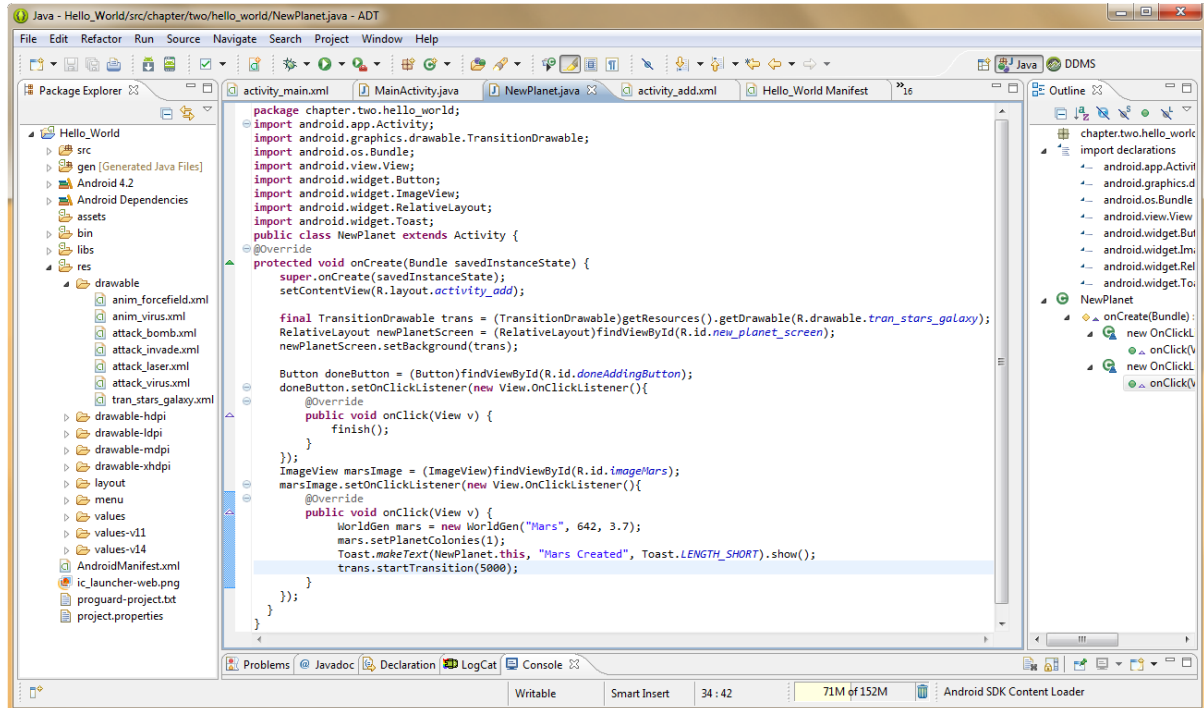 Java - Hello_World/src/chapter/two/hello_world/NewPlanet.java - ADT
File Edit Refactor Run Source Navigate Search Project Window Help
Java DDMS
Package Explorer
Hello_World
src
gen [Generated Java Files]
Android 4.2
Android Dependencies
assets
bin
libs
res
drawable
anim_forcefield.xml
anim_virus.xml
attack_bomb.xml
attack_invade.xml
attack_laser.xml
attack_virus.xml
tran_stars_galaxy.xml
drawable-hdpi
drawable-ldpi
drawable-mdpi
drawable-xhdpi
layout
menu
values
values-v11
values-v14
AndroidManifest.xml
ic_launcher-web.png
proguard-project.txt
project.properties
activity_main.xml MainActivity.java NewPlanet.java activity_add.xml Hello_World Manifest »16
package chapter.two.hello_world;
import android.app.Activity;
import android.graphics.drawable.TransitionDrawable;
import android.os.Bundle;
import android.view.View;
import android.widget.Button;
import android.widget.ImageView;
import android.widget.RelativeLayout;
import android.widget.Toast;
public class NewPlanet extends Activity {
@Override
protected void onCreate(Bundle savedInstanceState) {
super.onCreate(savedInstanceState);
setContentView(R.layout.activity_add);
final TransitionDrawable trans = (TransitionDrawable)getResources().getDrawable(R.drawable.tran_stars_galaxy);
RelativeLayout newPlanetScreen = (RelativeLayout)findViewById(R.id.new_planet_screen);
newPlanetScreen.setBackground(trans);
Button doneButton = (Button)findViewById(R.id.doneAddingButton);
doneButton.setOnClickListener(new View.OnClickListener(){
@Override
public void onClick(View v) {
finish();
}
});
ImageView marsImage = (ImageView)findViewById(R.id.imageMars);
marsImage.setOnClickListener(new View.OnClickListener(){
@Override
public void onClick(View v) {
WorldGen mars = new WorldGen("Mars", 642, 3.7);
mars.setPlanetColonies(1);
Toast.makeText(NewPlanet.this, "Mars Created", Toast.LENGTH_SHORT).show();
trans.startTransition(5000);
}
});
}
}
Outline
chapter.two.hello_world
import declarations
android.app.Activit
android.graphics.d
android.os.Bundle
android.view.View
android.widget.But
android.widget.Ima
android.widget.Rel
android.widget.Toa
NewPlanet
onCreate(Bundle) :
new OnClickL
onClick(V
new OnClickL
onClick(V
Problems @ Javadoc Declaration LogCat Console
Writable Smart Insert 34 : 42 71M of 152M Android SDK Content Loader